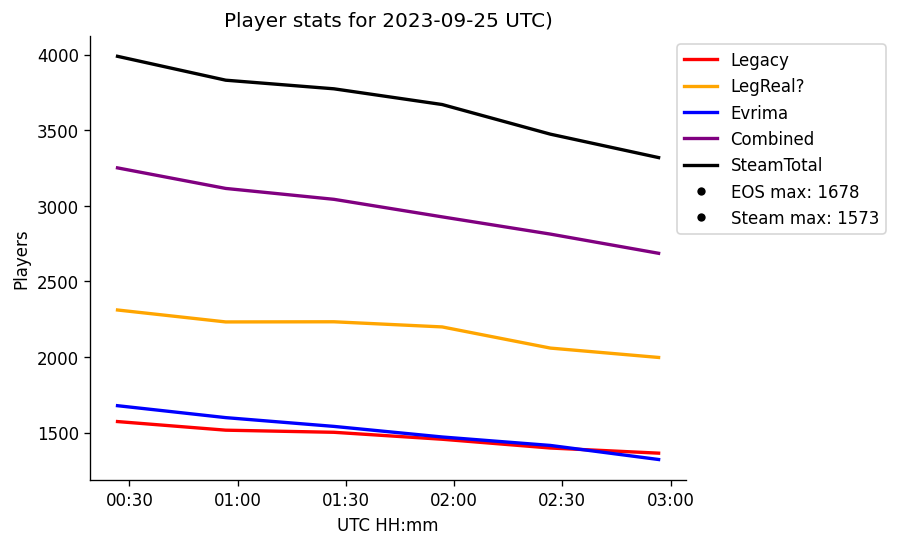 Player stats for 2023-09-25 UTC)
4000
3500
3000
2500
2000
1500
Players
00:30 01:00 01:30 02:00 02:30 03:00
UTC HH:mm
Legacy
LegReal?
Evrima
Combined
SteamTotal
EOS max: 1678
Steam max: 1573